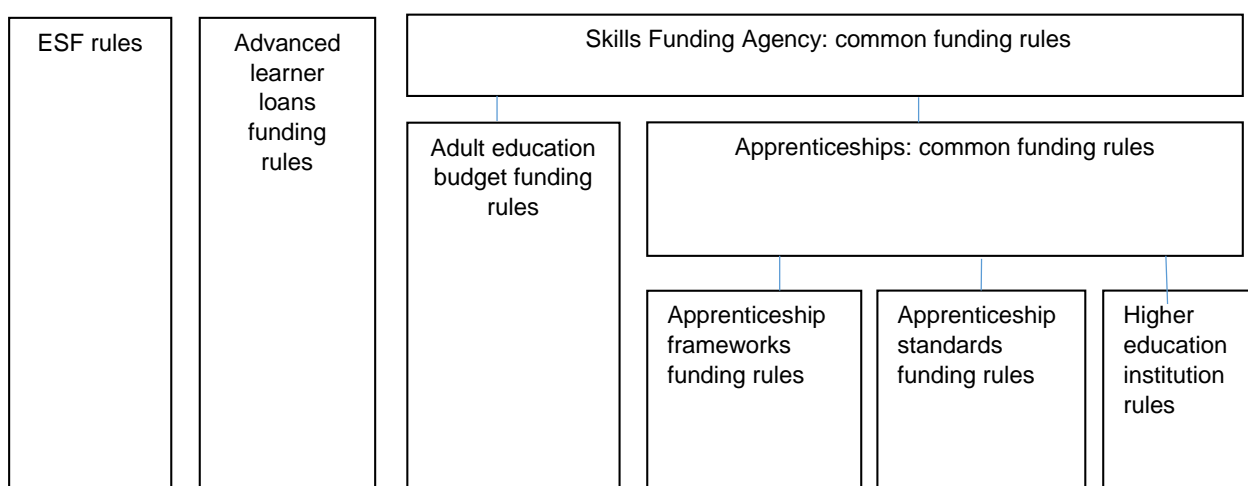 ESF rules
Advanced
learner
loans
funding
rules
Skills Funding Agency: common funding rules
Adult education
budget funding
rules
Apprenticeships: common funding rules
Apprenticeship
frameworks
funding rules
Apprenticeship
standards
funding rules
Higher
education
institution
rules